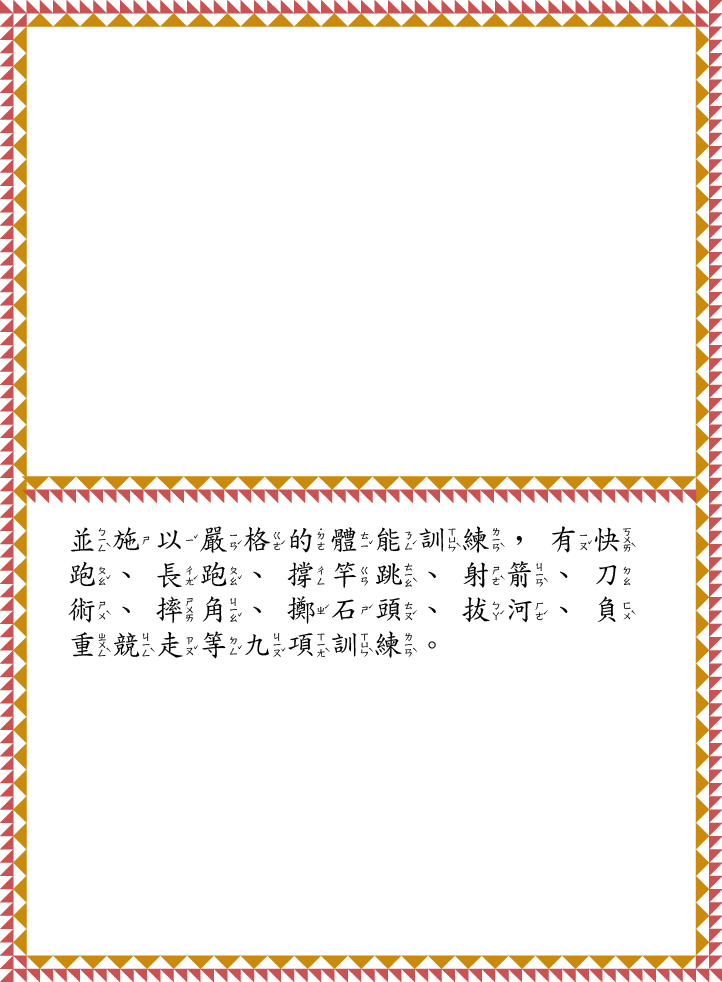 並施以嚴格的體能訓練，有快
跑、長跑、撐竿跳、射箭、刀
術、摔角、擲石頭、拔河、負
重競走等九項訓練。